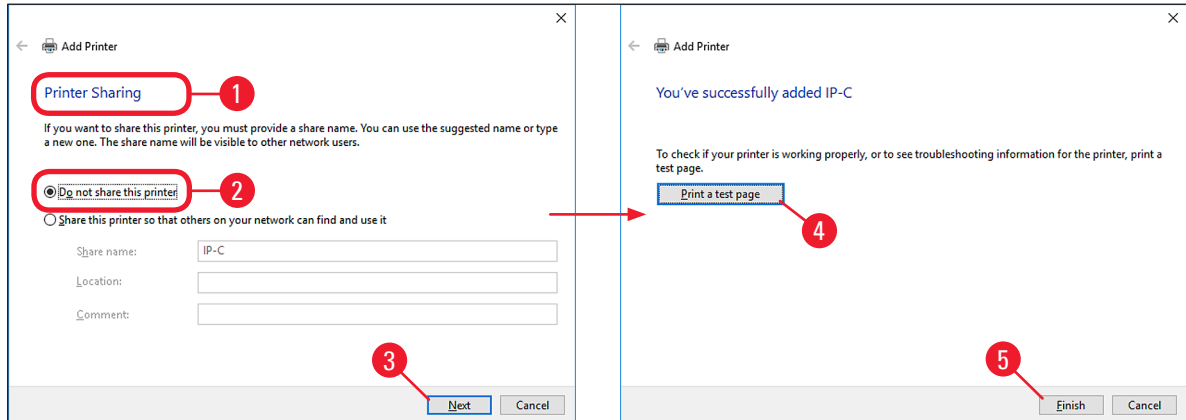 Add Printer
Printer Sharing
1
If you want to share this printer, you must provide a share name. You can use the suggested name or type
a new one. The share name will be visible to other network users.
Do not share this printer
2
Share this printer so that others on your network can find and use it
Share name:
IP-C
Location:
Comment:
3
Next
Cancel
Add Printer
You've successfully added IP-C
To check if your printer is working properly, or to see troubleshooting information for the printer, print a
test page.
Print a test page
4
5
Finish
Cancel